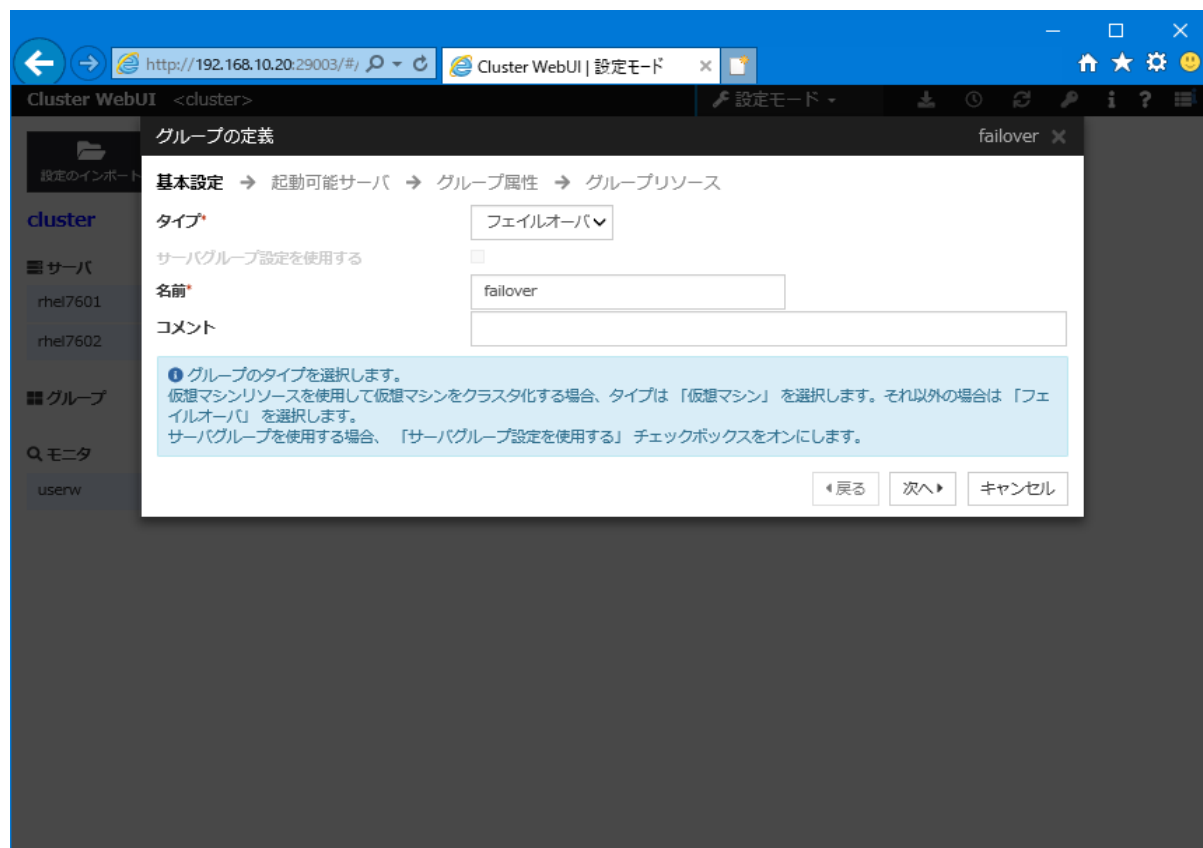 http://192.168.10.20:29003/#/
Cluster WebUI | 設定モード
Cluster WebUI <cluster>
設定モード
設定のインポート
cluster
サーバ
rhel7601
rhel7602
グループ
モニタ
userw
グループの定義
failover
基本設定 → 起動可能サーバ → グループ属性 → グループリソース
タイプ*
フェイルオーバ
サーバグループ設定を使用する
名前*
failover
コメント
グループのタイプを選択します。
仮想マシンリソースを使用して仮想マシンをクラスタ化する場合、タイプは「仮想マシン」を選択します。それ以外の場合は「フェ
イルオーバ」を選択します。
サーバグループを使用する場合、「サーバグループ設定を使用する」チェックボックスをオンにします。
戻る
次へ
キャンセル